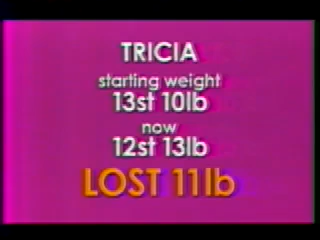 TRICIA
starting weight
13st 10lb
now
12st 13lb
LOST 11lb